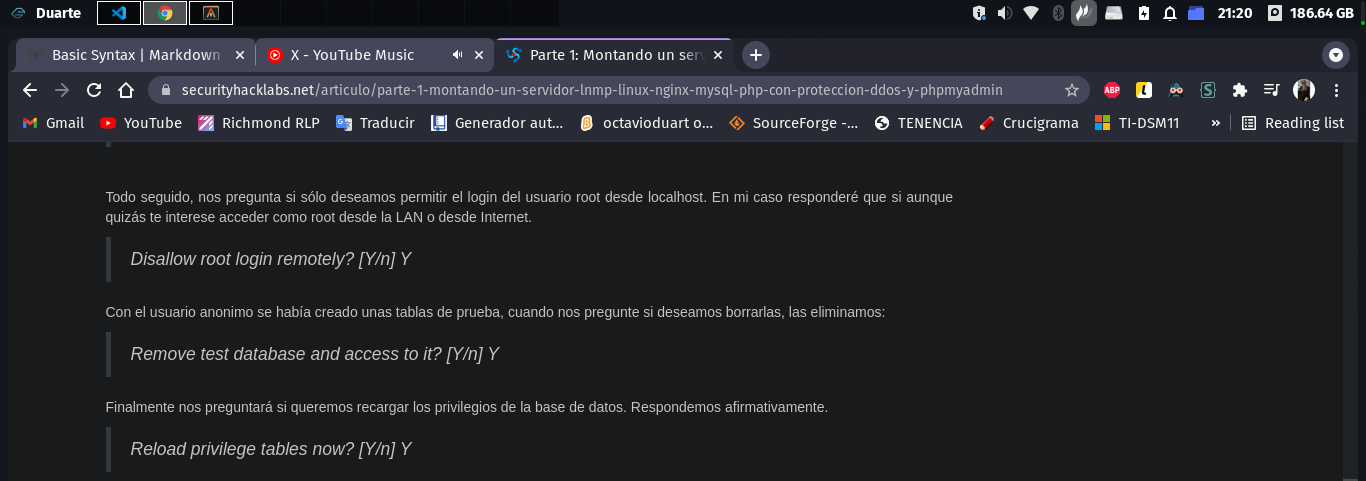 Duarte
21:20
186.64 GB
Basic Syntax | Markdown
X - YouTube Music
Parte 1: Montando un serv
securityhacklabs.net/articulo/parte-1-montando-un-servidor-lnmp-linux-nginx-mysql-php-con-proteccion-ddos-y-phpmyadmin
ABP
L
S
Gmail
YouTube
Richmond RLP
Traducir
Generador aut...
octavioduart o...
SourceForge -...
TENENCIA
Crucigrama
TI-DSM11
»
Reading list
Todo seguido, nos pregunta si sólo deseamos permitir el login del usuario root desde localhost. En mi caso responderé que si aunque
quizás te interese acceder como root desde la LAN o desde Internet.
Disallow root login remotely? [Y/n] Y
Con el usuario anonimo se había creado unas tablas de prueba, cuando nos pregunte si deseamos borrarlas, las eliminamos:
Remove test database and access to it? [Y/n] Y
Finalmente nos preguntará si queremos recargar los privilegios de la base de datos. Respondemos afirmativamente.
Reload privilege tables now? [Y/n] Y